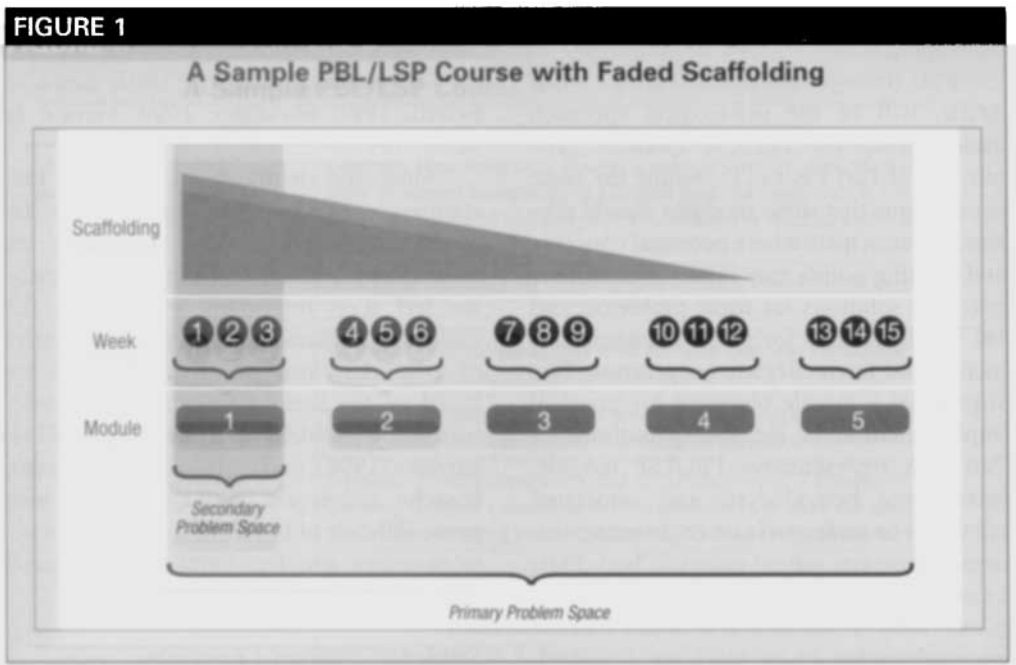 FIGURE 1
A Sample PBL/LSP Course with Faded Scaffolding
Scaffolding
Week 1 2 3 4 5 6 7 8 9 10 11 12 13 14 15
Module 1 2 3 4 5
Secondary
Problem Space
Primary Problem Space